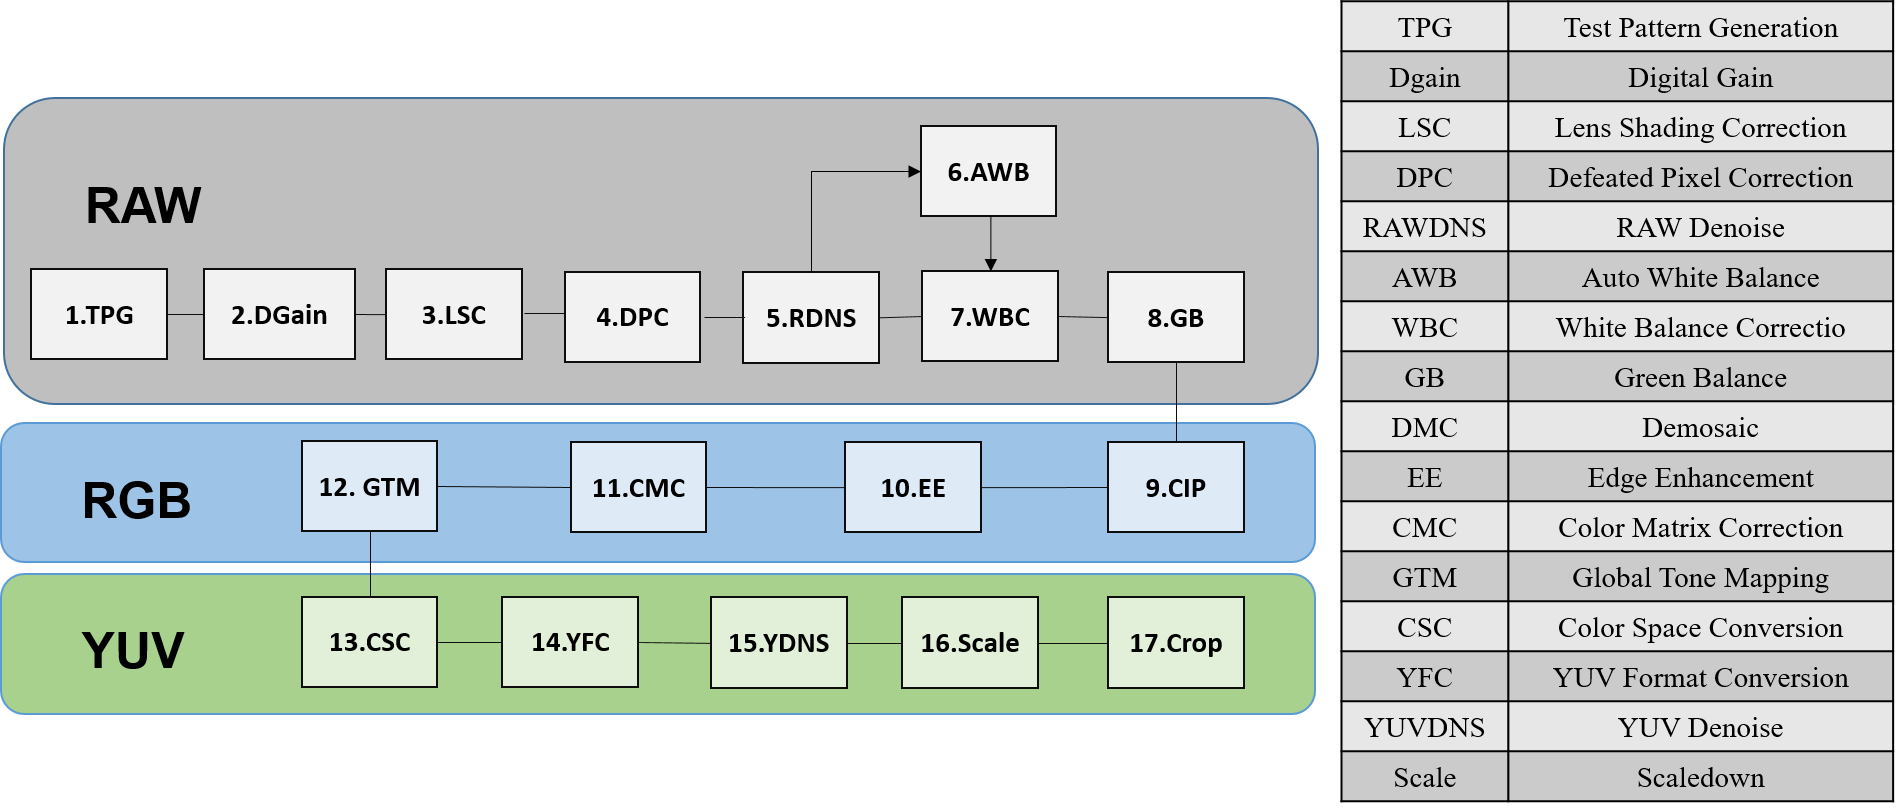 RAW
6.AWB
1.TPG
2.DGain
3.LSC
4.DPC
5.RDNS
7.WBC
8.GB
RGB
12. GTM
11.CMC
10.EE
9.CIP
YUV
13.CSC
14.YFC
15.YDNS
16.Scale
17.Crop
TPG Test Pattern Generation
Dgain Digital Gain
LSC Lens Shading Correction
DPC Defeated Pixel Correction
RAWDNS RAW Denoise
AWB Auto White Balance
WBC White Balance Correctio
GB Green Balance
DMC Demosaic
EE Edge Enhancement
CMC Color Matrix Correction
GTM Global Tone Mapping
CSC Color Space Conversion
YFC YUV Format Conversion
YUVDNS YUV Denoise
Scale Scaledown